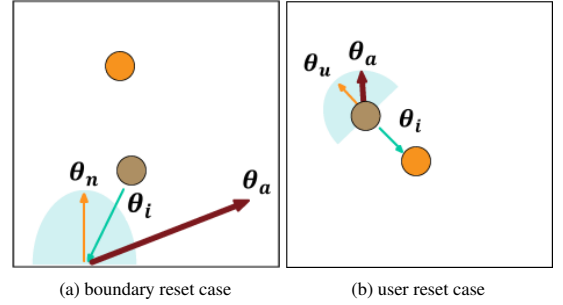 θₙ
θᵢ
θₐ
(a) boundary reset case
θᵤ
θₐ
θᵢ
(b) user reset case